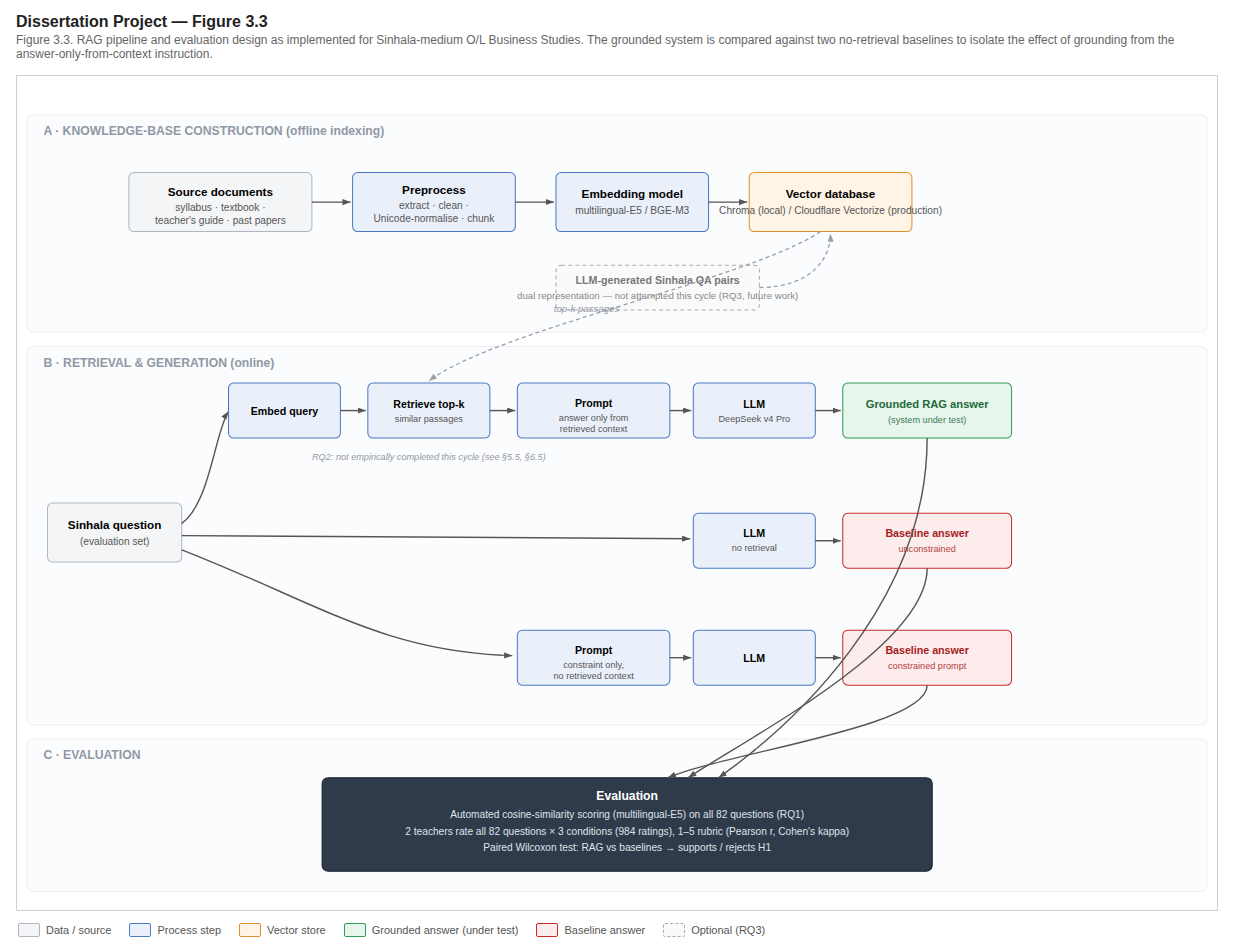 Dissertation Project — Figure 3.3
Figure 3.3. RAG pipeline and evaluation design as implemented for Sinhala-medium O/L Business Studies. The grounded system is compared against two no-retrieval baselines to isolate the effect of grounding from the
answer-only-from-context instruction.
A · KNOWLEDGE-BASE CONSTRUCTION (offline indexing)
Source documents
syllabus · textbook ·
teacher's guide · past papers
Preprocess
extract · clean ·
Unicode-normalise · chunk
Embedding model
multilingual-E5 / BGE-M3
Vector database
Chroma (local) / Cloudflare Vectorize (production)
LLM-generated Sinhala QA pairs
dual representation — not attempted this cycle (RQ3, future work)
top-k passages
B · RETRIEVAL & GENERATION (online)
Embed query
Retrieve top-k
similar passages
Prompt
answer only from
retrieved context
LLM
DeepSeek v4 Pro
Grounded RAG answer
(system under test)
RQ2: not empirically completed this cycle (see §5.5, §6.5)
Sinhala question
(evaluation set)
LLM
no retrieval
Baseline answer
unconstrained
Prompt
constraint only,
no retrieved context
LLM
Baseline answer
constrained prompt
C · EVALUATION
Evaluation
Automated cosine-similarity scoring (multilingual-E5) on all 82 questions (RQ1)
2 teachers rate all 82 questions × 3 conditions (984 ratings), 1–5 rubric (Pearson r, Cohen's kappa)
Paired Wilcoxon test: RAG vs baselines → supports / rejects H1
Data / source
Process step
Vector store
Grounded answer (under test)
Baseline answer
Optional (RQ3)